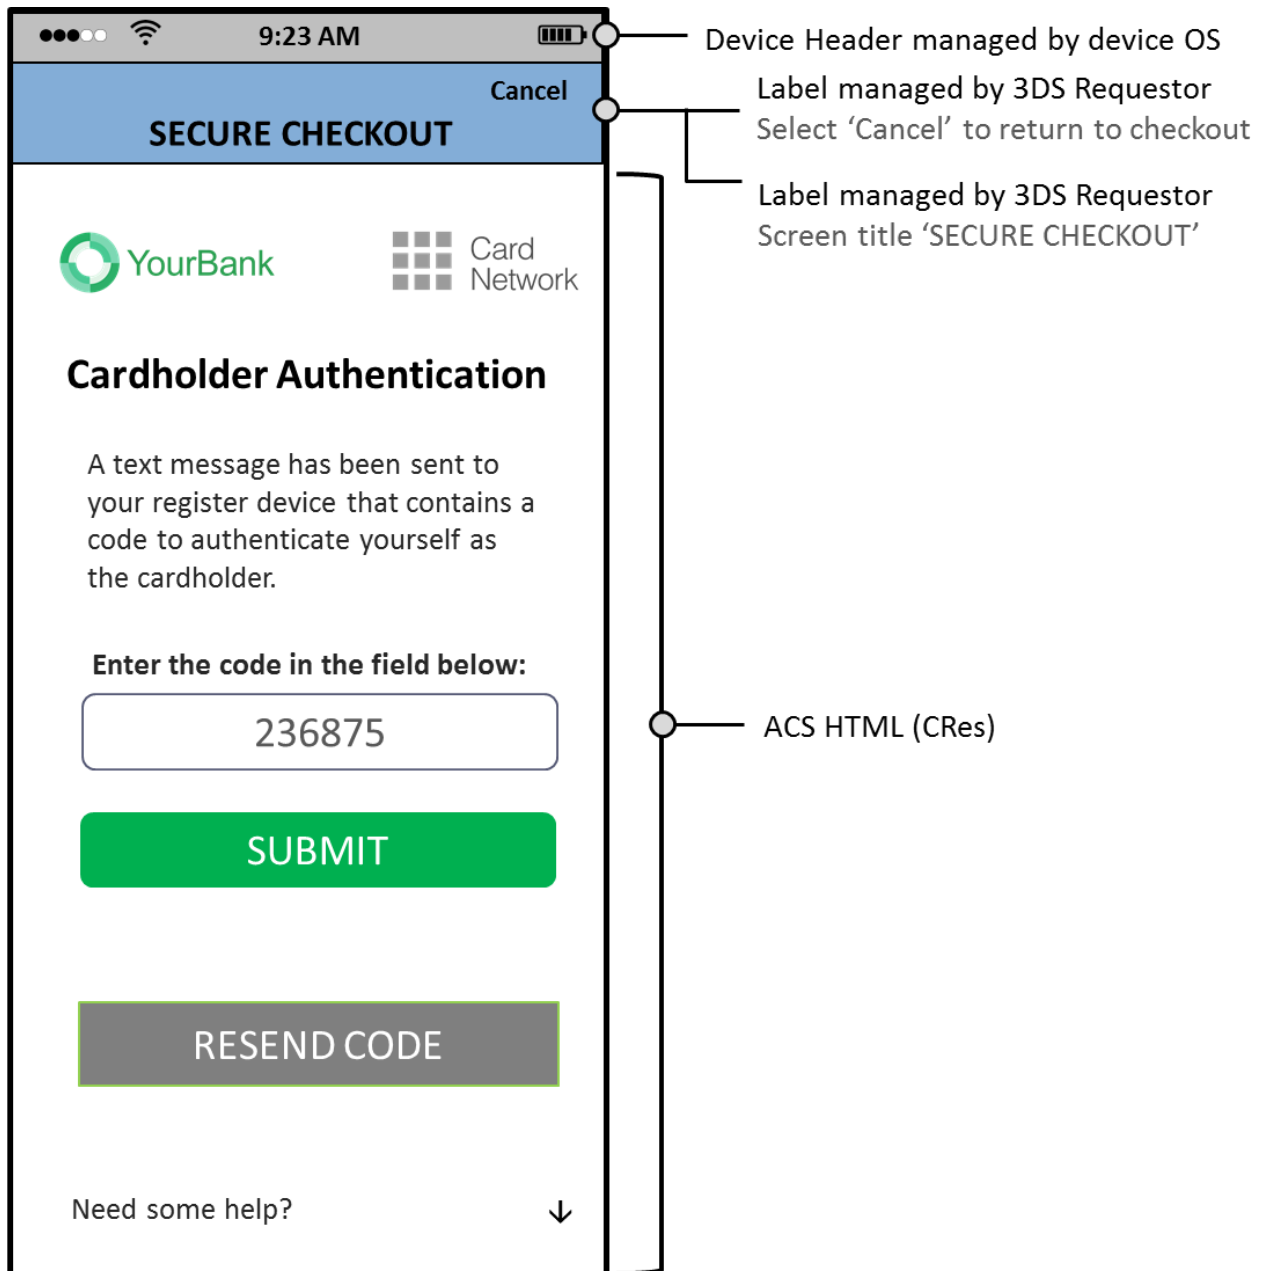 9:23 AM
Cancel
SECURE CHECKOUT
YourBank
Card
Network
Cardholder Authentication
A text message has been sent to
your register device that contains a
code to authenticate yourself as
the cardholder.
Enter the code in the field below:
236875
SUBMIT
RESEND CODE
Need some help?
Device Header managed by device OS
Label managed by 3DS Requestor
Select ‘Cancel’ to return to checkout
Label managed by 3DS Requestor
Screen title ‘SECURE CHECKOUT’
ACS HTML (CRes)